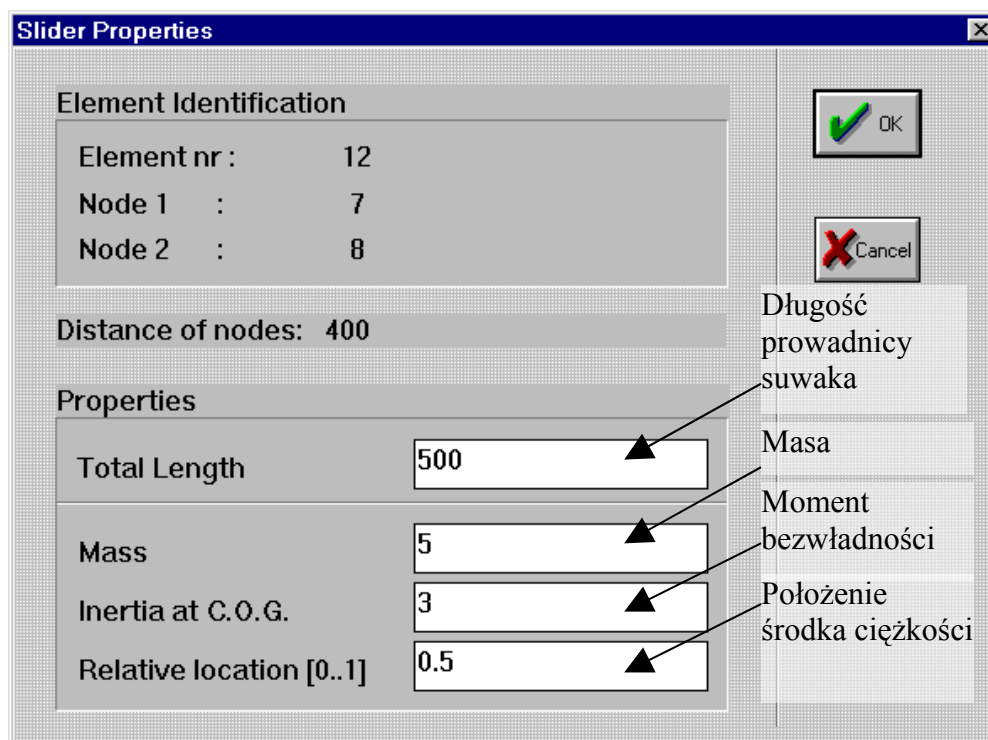 Slider Properties
Element Identification
Element nr : 12
Node 1 : 7
Node 2 : 8
OK
Cancel
Distance of nodes: 400
Długość
prowadnicy
suwaka
Properties
Total Length 500
Masa
Mass 5
Moment
bezwładności
Inertia at C.O.G. 3
Położenie
środka ciężkości
Relative location [0..1] 0.5